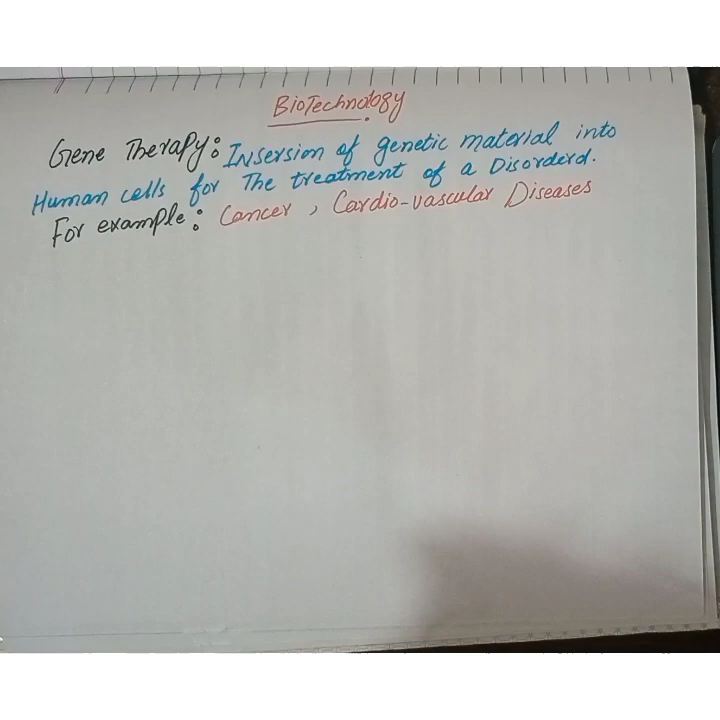 BioTechnology
Gene Therapy: Insersion of genetic material into
Human cells for The treatment of a Disorderd.
For example: Cancer, Cardio-vascular Diseases